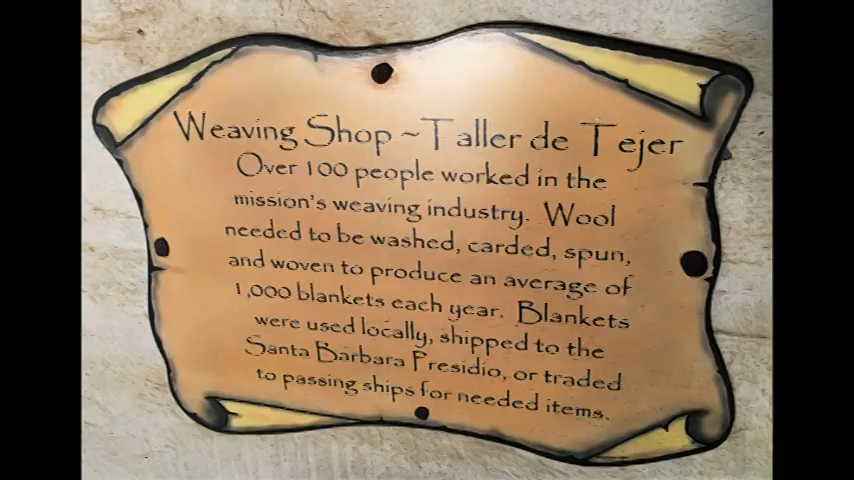 Weaving Shop ~ Taller de Tejer
Over 100 people worked in the
mission's weaving industry. Wool
needed to be washed, carded, spun,
and woven to produce an average of
1,000 blankets each year. Blankets
were used locally, shipped to the
Santa Barbara Presidio, or traded
to passing ships for needed items.